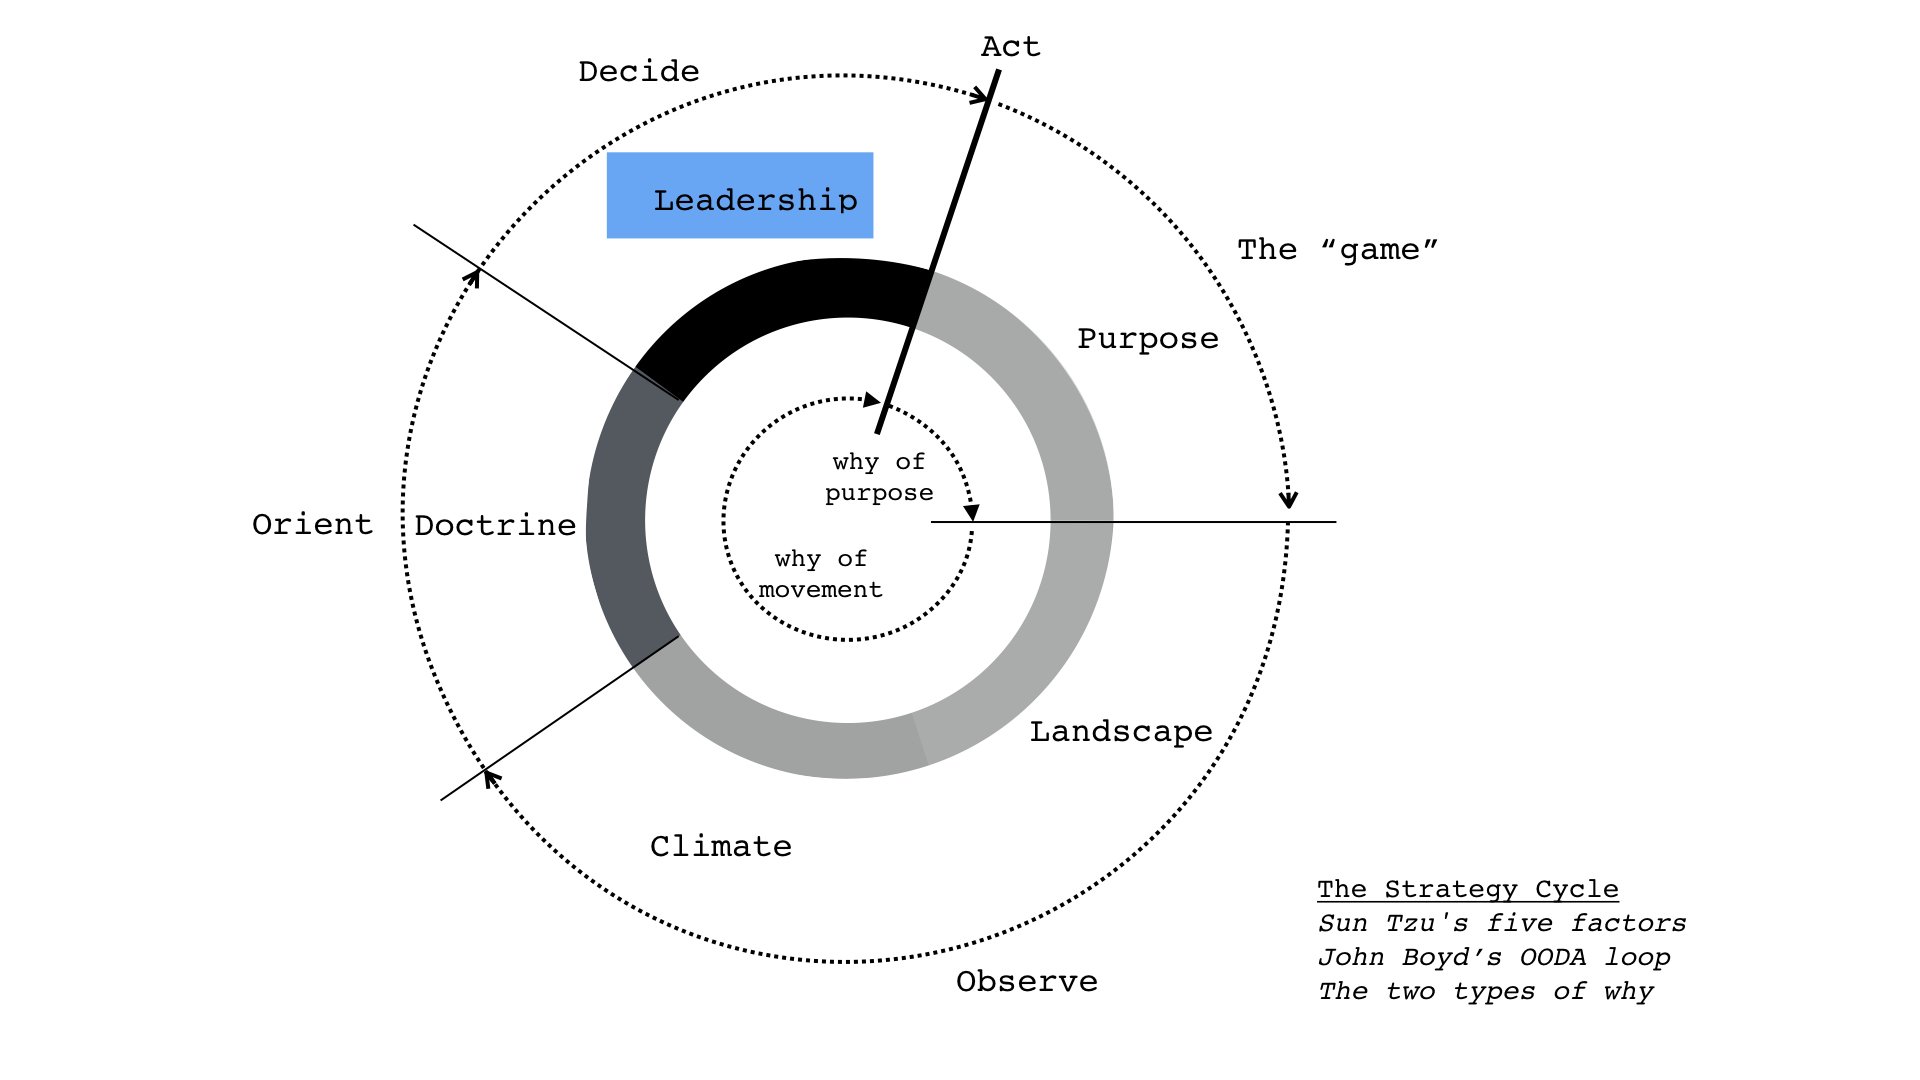 Act
Decide
Leadership
The “game”
Purpose
why of
purpose
Orient
Doctrine
why of
movement
Landscape
Climate
Observe
The Strategy Cycle
Sun Tzu's five factors
John Boyd’s OODA loop
The two types of why